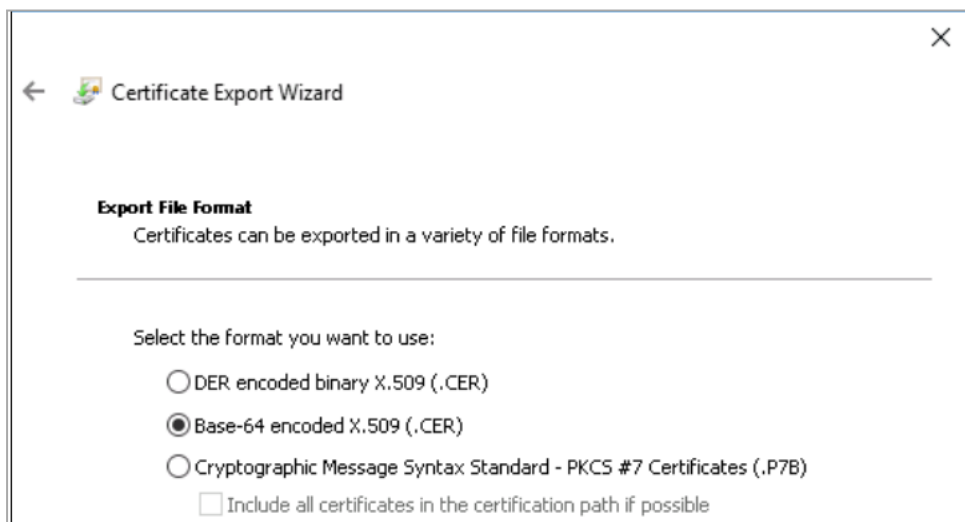 Certificate Export Wizard
Export File Format
Certificates can be exported in a variety of file formats.
Select the format you want to use:
DER encoded binary X.509 (.CER)
Base-64 encoded X.509 (.CER)
Cryptographic Message Syntax Standard - PKCS #7 Certificates (.P7B)
Include all certificates in the certification path if possible